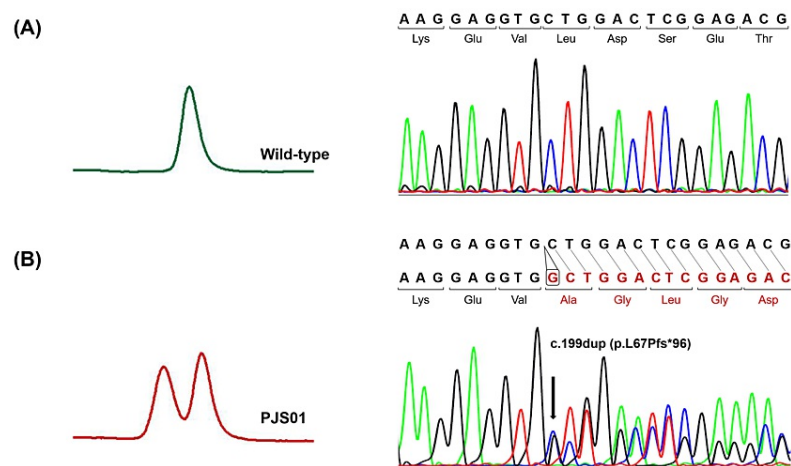 (A)
Wild-type
A A G G A G G T G C T G G A C T C G G A G A C G
Lys Glu Val Leu Asp Ser Glu Thr
(B)
PJS01
A A G G A G G T G C T G G A C T C G G A G A C G
A A G G A G G T G G C T G G A C T C G G A G A C
Lys Glu Val Ala Gly Leu Gly Asp
c.199dup (p.L67Pfs*96)